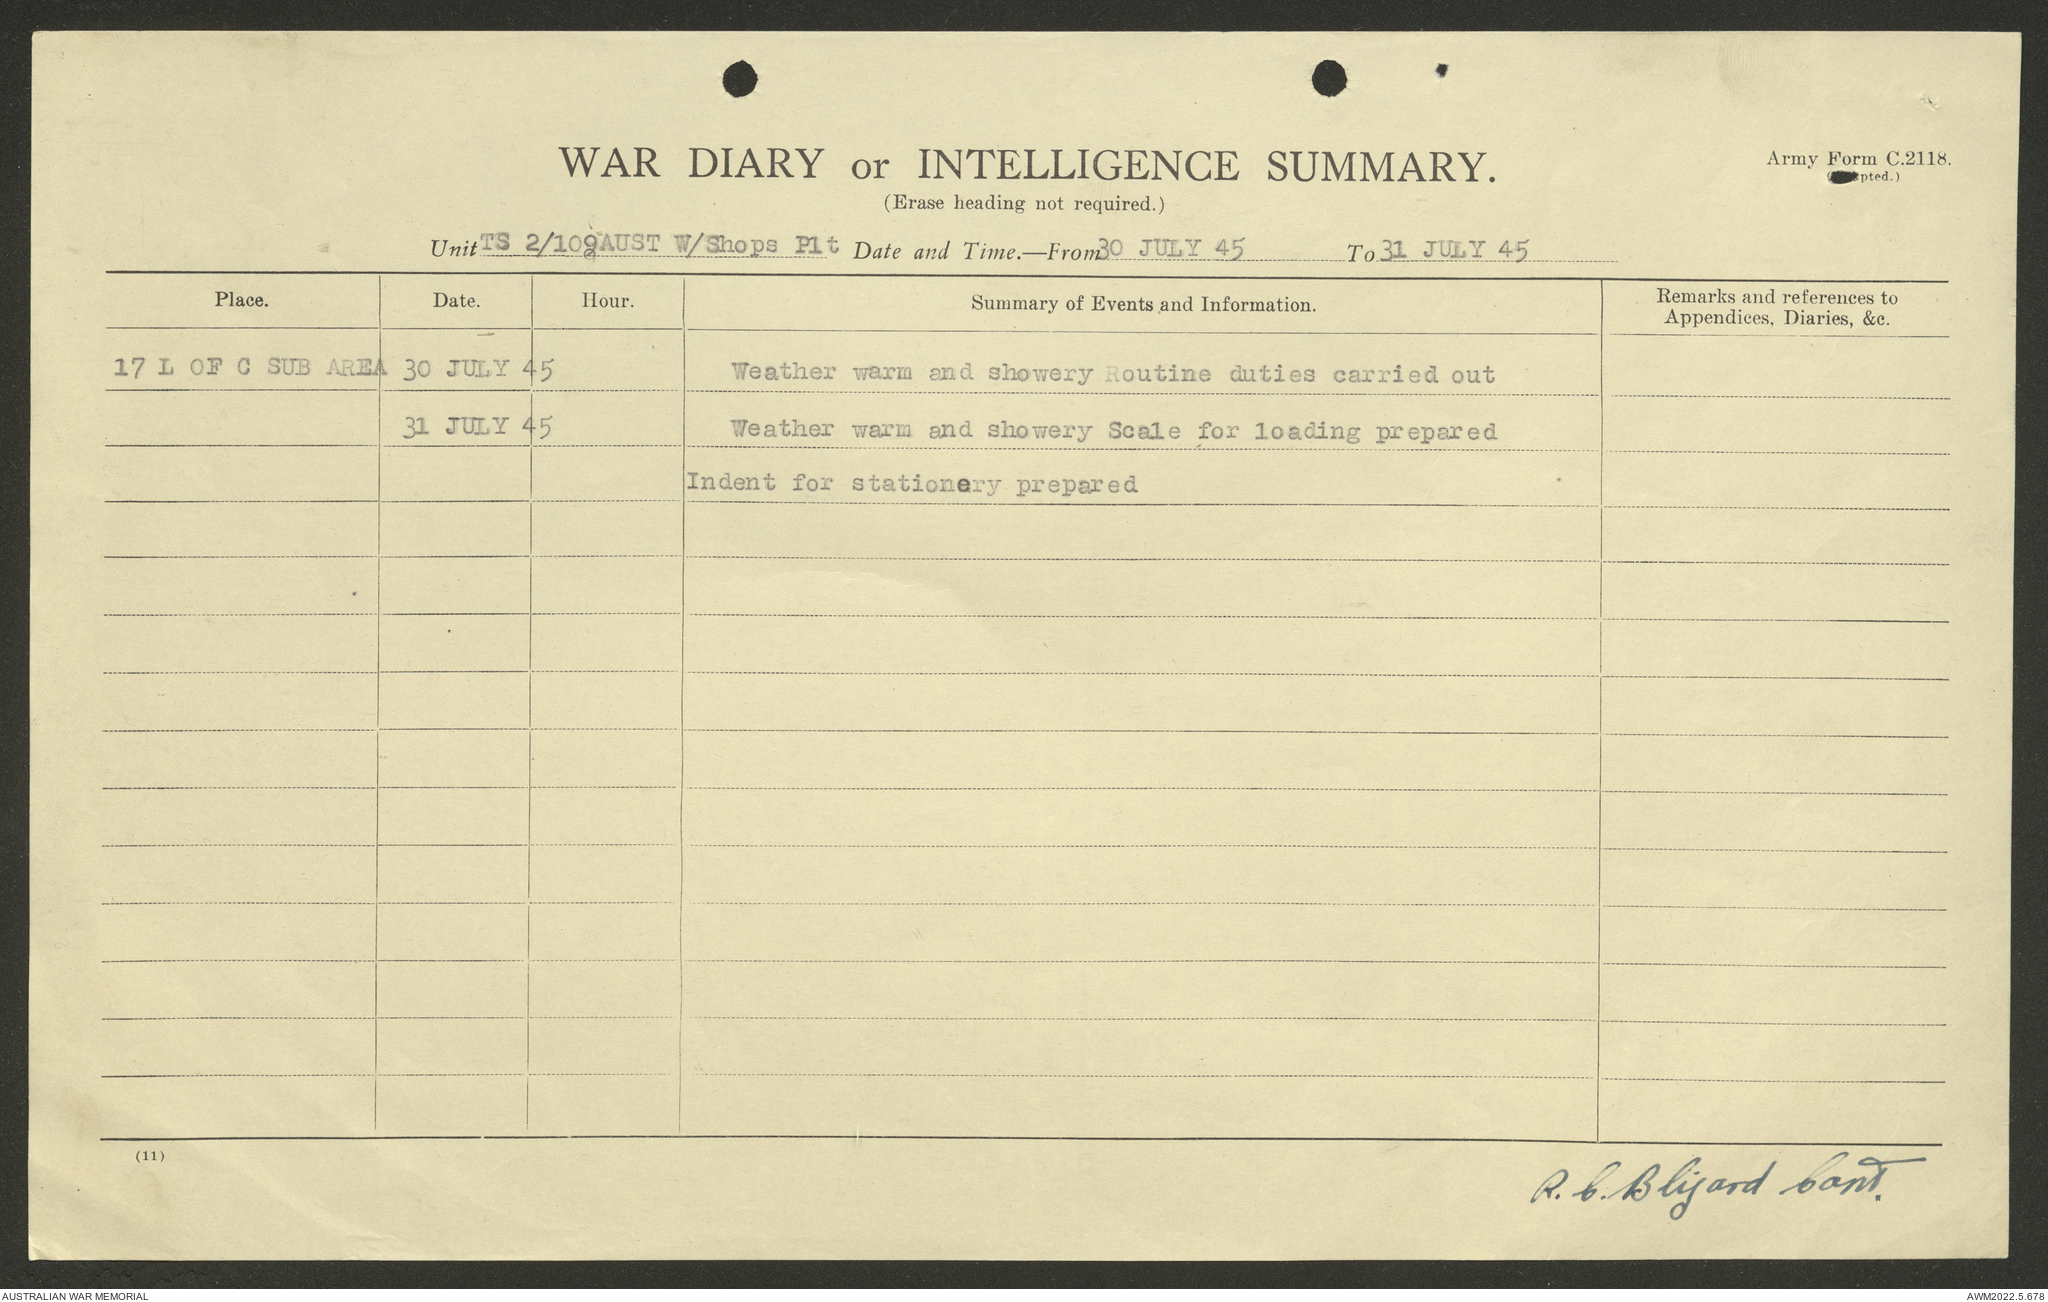 WAR DIARY or INTELLIGENCE SUMMARY.
Army Form C.2118.
(Adapted.)
(Erase heading not required.)
Unit TS 2/109 AUST W/Shops Plt Date and Time.—From 30 JULY 45 To 31 JULY 45
Place. Date. Hour. Summary of Events and Information. Remarks and references to
Appendices, Diaries, &c.
17 L OF C SUB AREA 30 JULY 45 Weather warm and showery Routine duties carried out
31 JULY 45 Weather warm and showery Scale for loading prepared
Indent for stationery prepared
(11)
R. C. Blizard Capt.
AUSTRALIAN WAR MEMORIAL
AWM2022.5.678